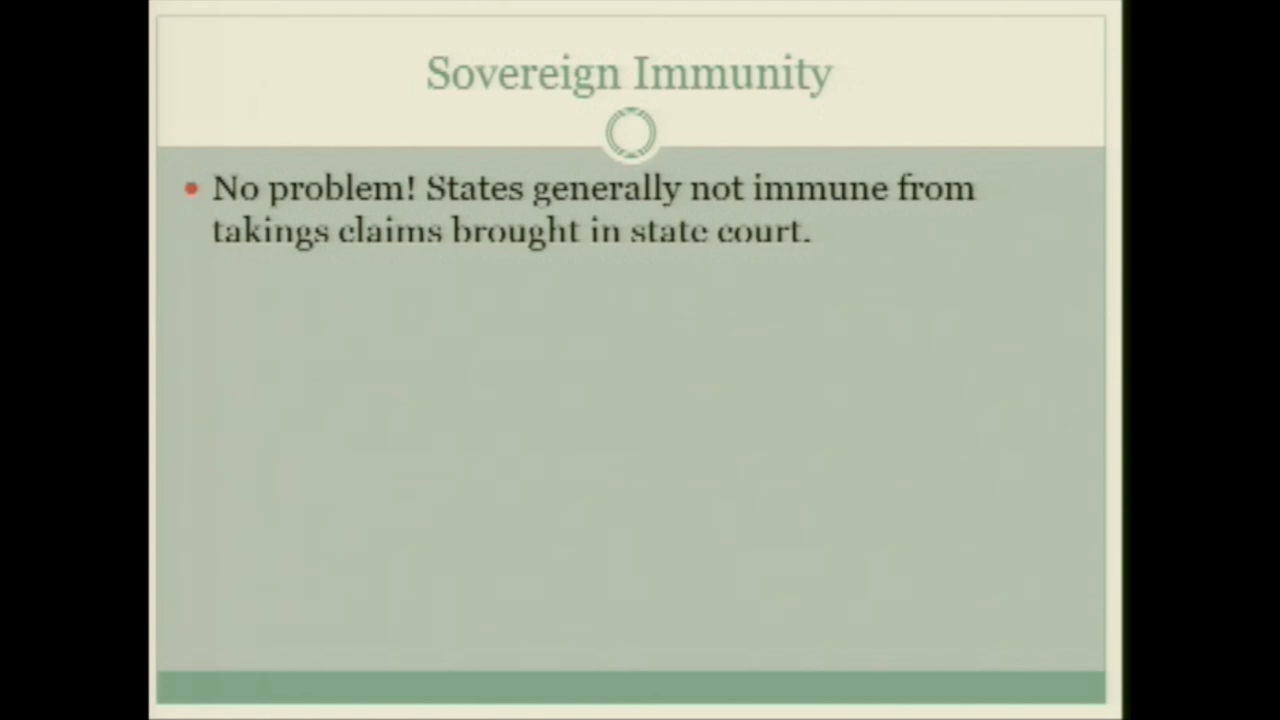 Sovereign Immunity
No problem! States generally not immune from
takings claims brought in state court.